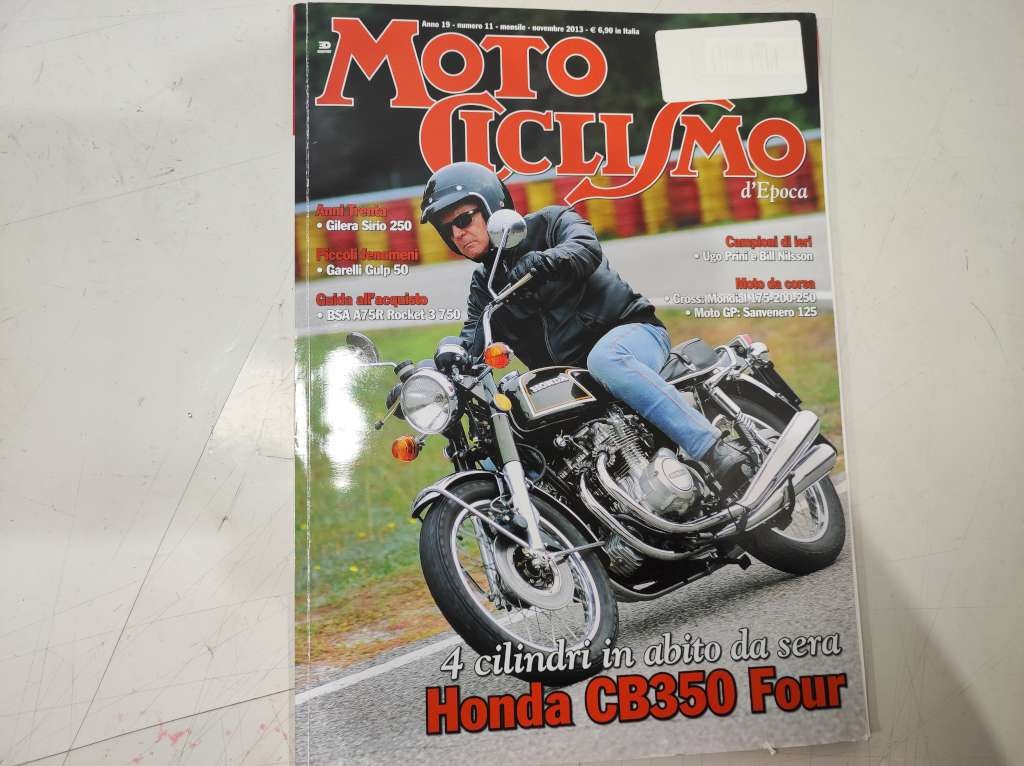 Anno 19 - numero 11 - mensile - novembre 2013 - € 6,90 in Italia
MOTO
CICLISMO
d'Epoca
Anni Trenta
• Gilera Sirio 250
Piccoli fenomeni
• Garelli Gulp 50
Guida all'acquisto
• BSA A75R Rocket 3 750
Campioni di ieri
• Ugo Prini e Bill Nilsson
Moto da corsa
• Cross: Mondial 175-200-250
• Moto GP: Sanvenero 125
HONDA
4 cilindri in abito da sera
Honda CB350 Four